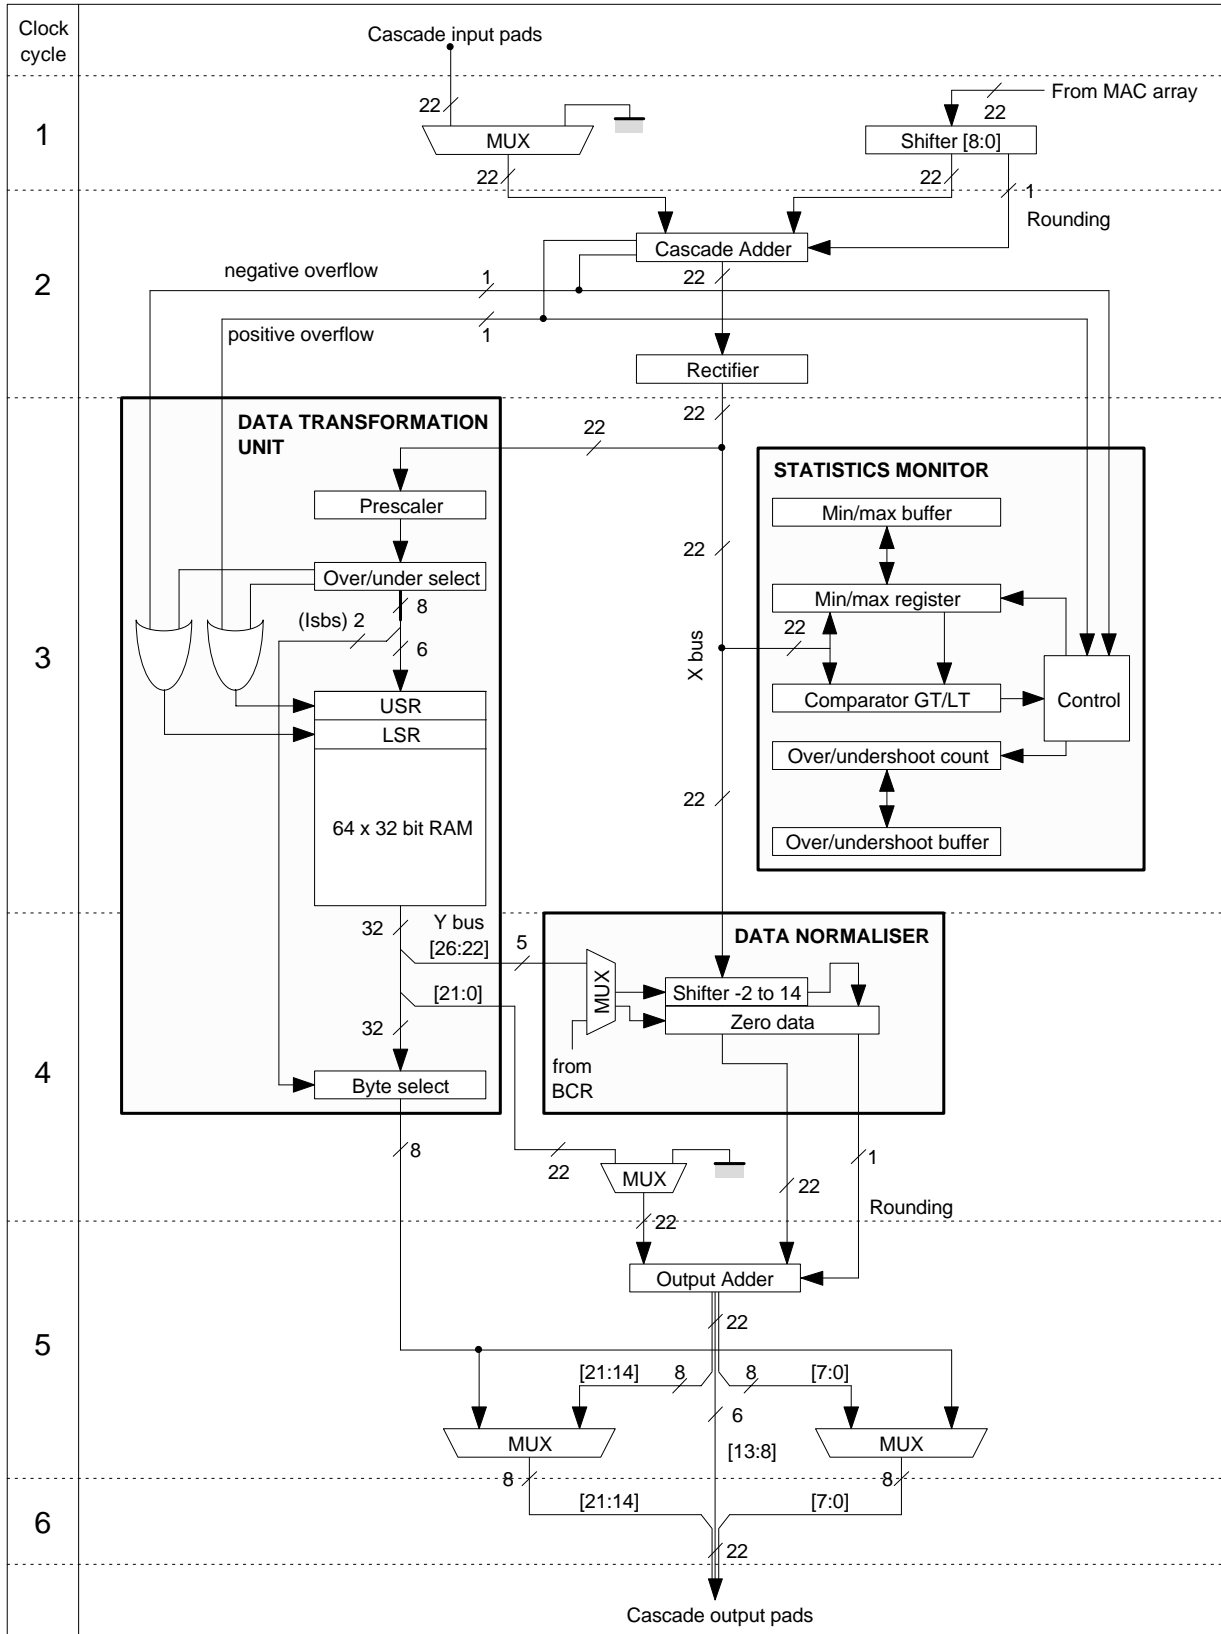 Clock
cycle
Cascade input pads
22
From MAC array
22
1
MUX
Shifter [8:0]
22
22
1
Rounding
Cascade Adder
2
negative overflow
1
22
positive overflow
1
Rectifier
DATA TRANSFORMATION
UNIT
22
22
STATISTICS MONITOR
Prescaler
Min/max buffer
22
Over/under select
8
(lsbs) 2
6
Min/max register
22
X bus
3
USR
LSR
Comparator GT/LT
Control
Over/undershoot count
22
64 x 32 bit RAM
Over/undershoot buffer
32
Y bus
[26:22]
5
DATA NORMALISER
MUX
Shifter -2 to 14
[21:0]
Zero data
32
from
BCR
4
Byte select
8
22
MUX
22
1
Rounding
22
Output Adder
22
5
[21:14]
8
8
[7:0]
6
MUX
[13:8]
MUX
8
8
[21:14]
[7:0]
6
22
Cascade output pads